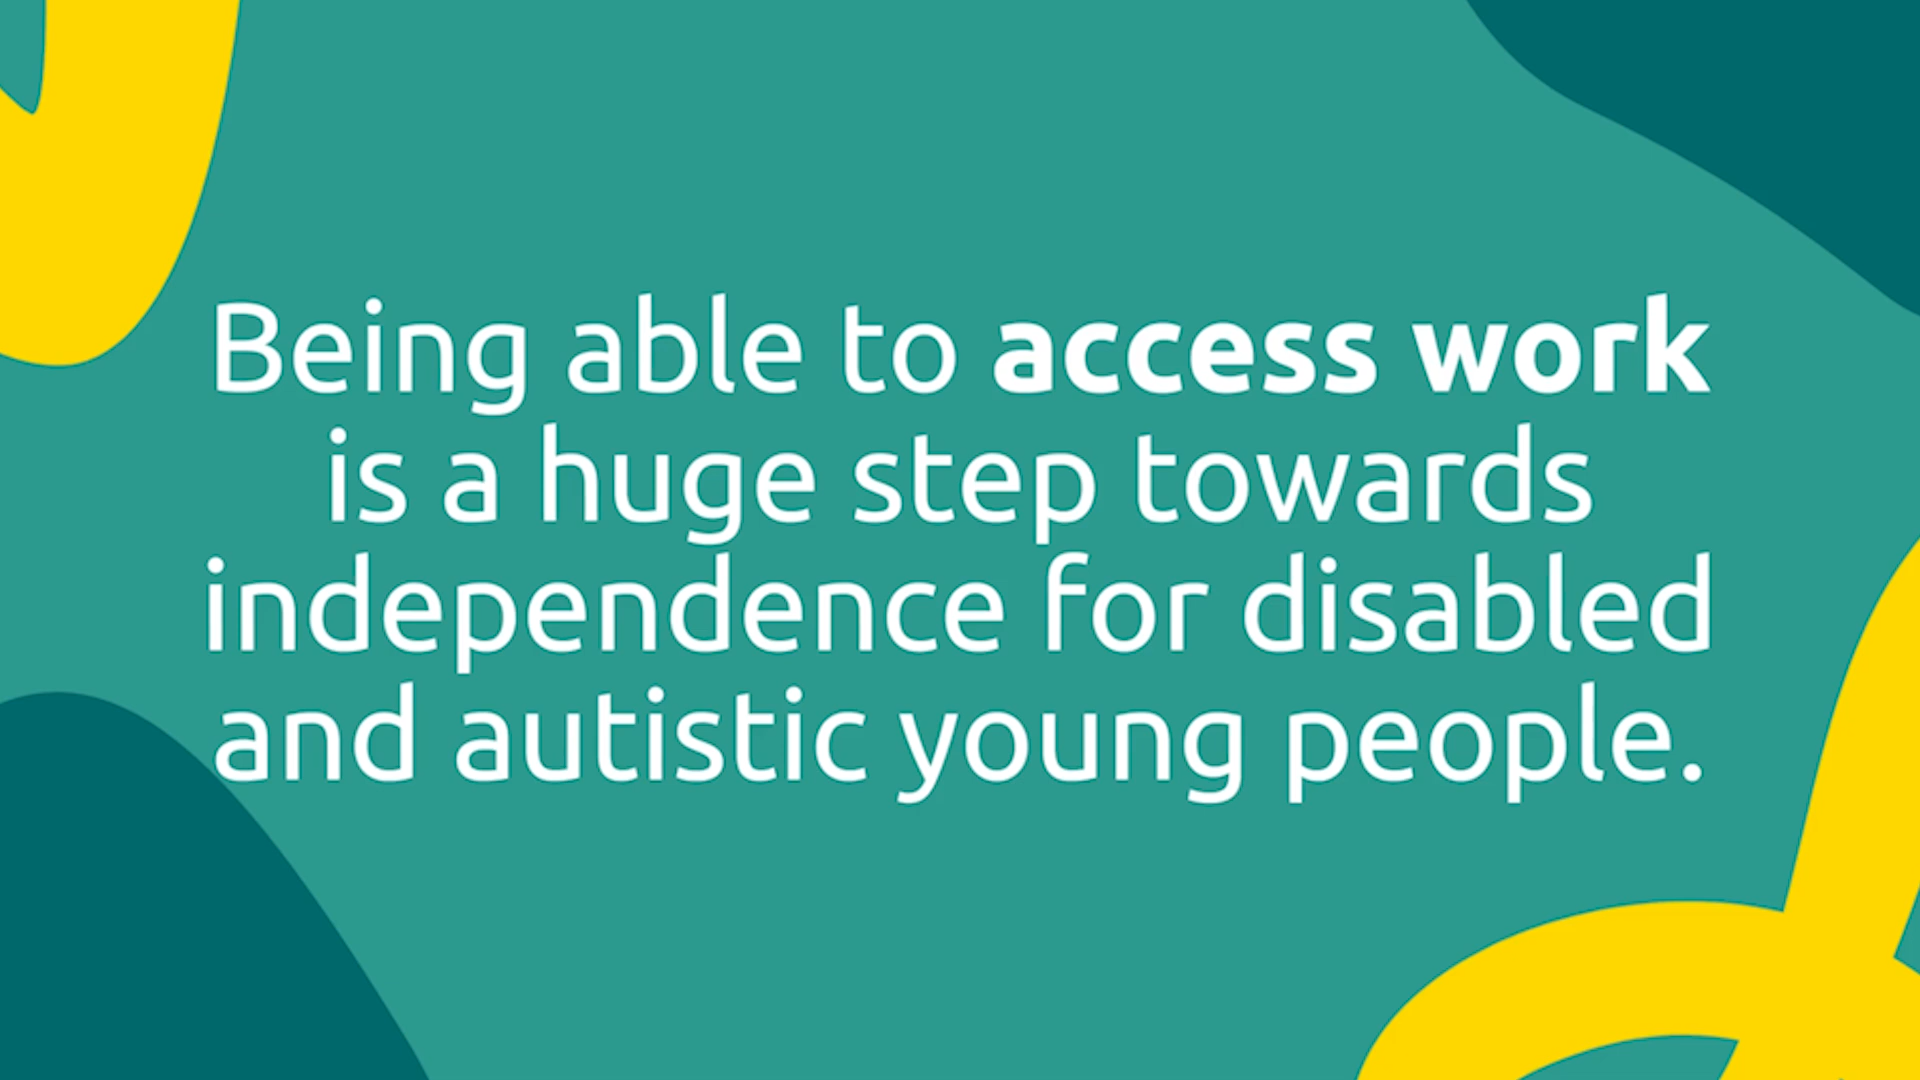 Being able to access work
is a huge step towards
independence for disabled
and autistic young people.